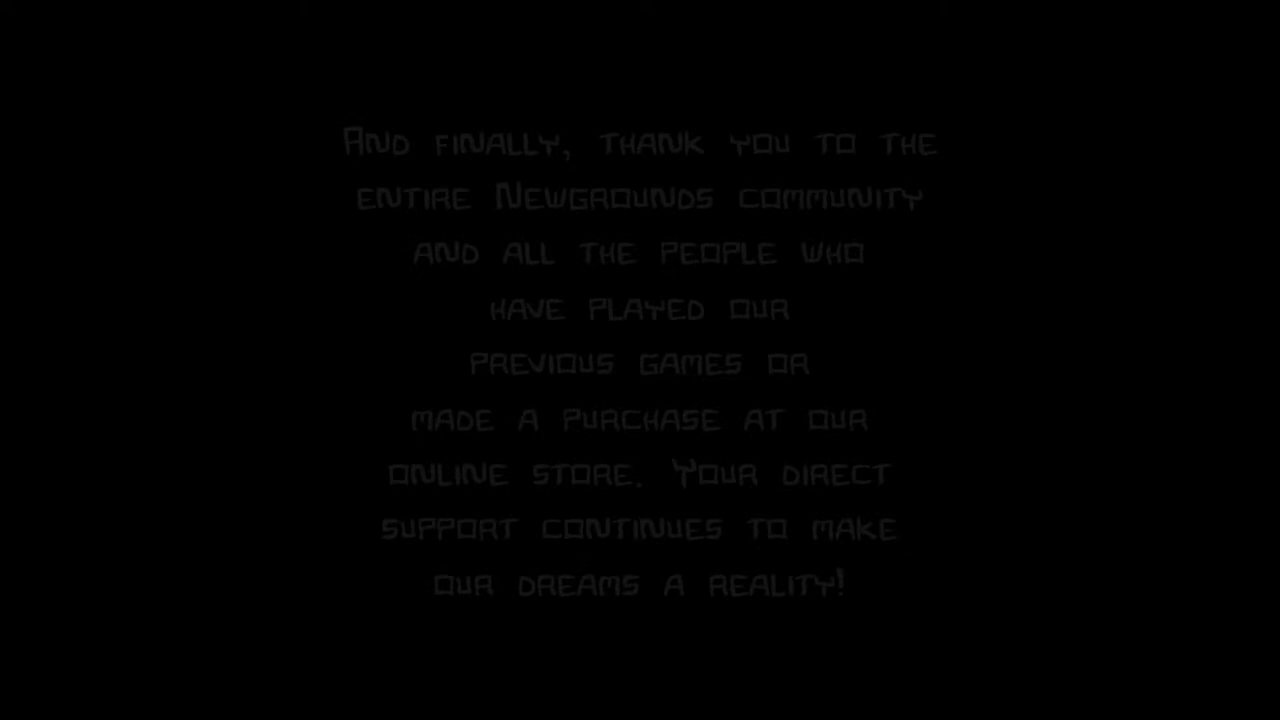 And finally, thank you to the
entire Newgrounds community
and all the people who
have played our
previous games or
made a purchase at our
online store. Your direct
support continues to make
our dreams a reality!